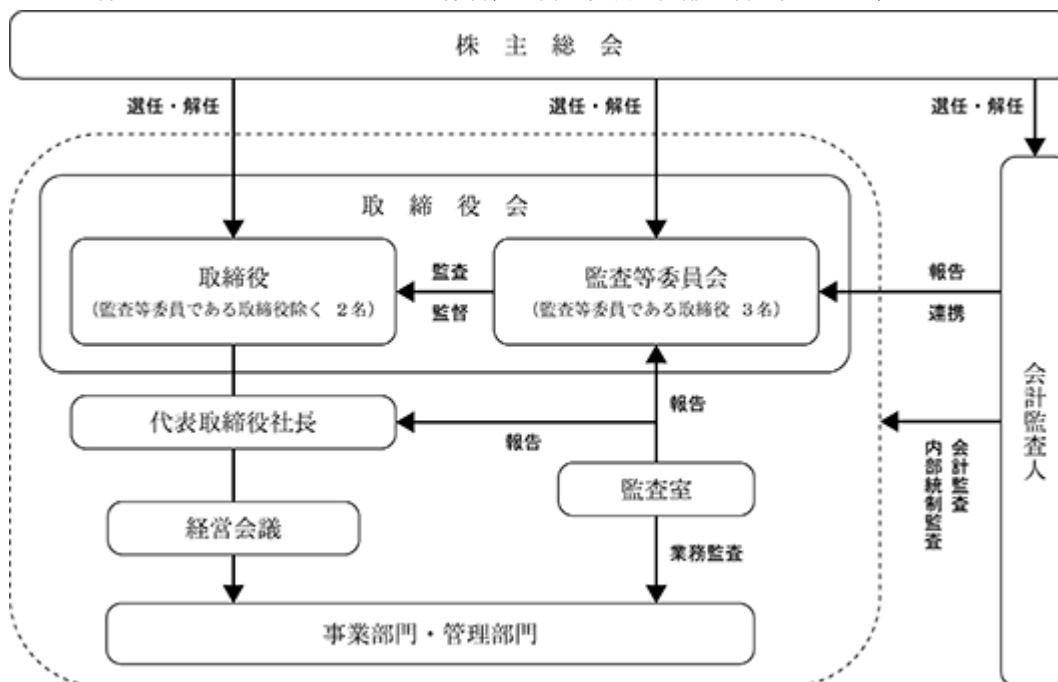 株主総会
選任・解任
選任・解任
選任・解任
取締役会
取締役
(監査等委員である取締役除く 2名)
監査
監督
監査等委員会
(監査等委員である取締役 3名)
報告
連携
会計監査人
代表取締役社長
報告
報告
監査室
会計監査
内部統制監査
経営会議
業務監査
事業部門・管理部門